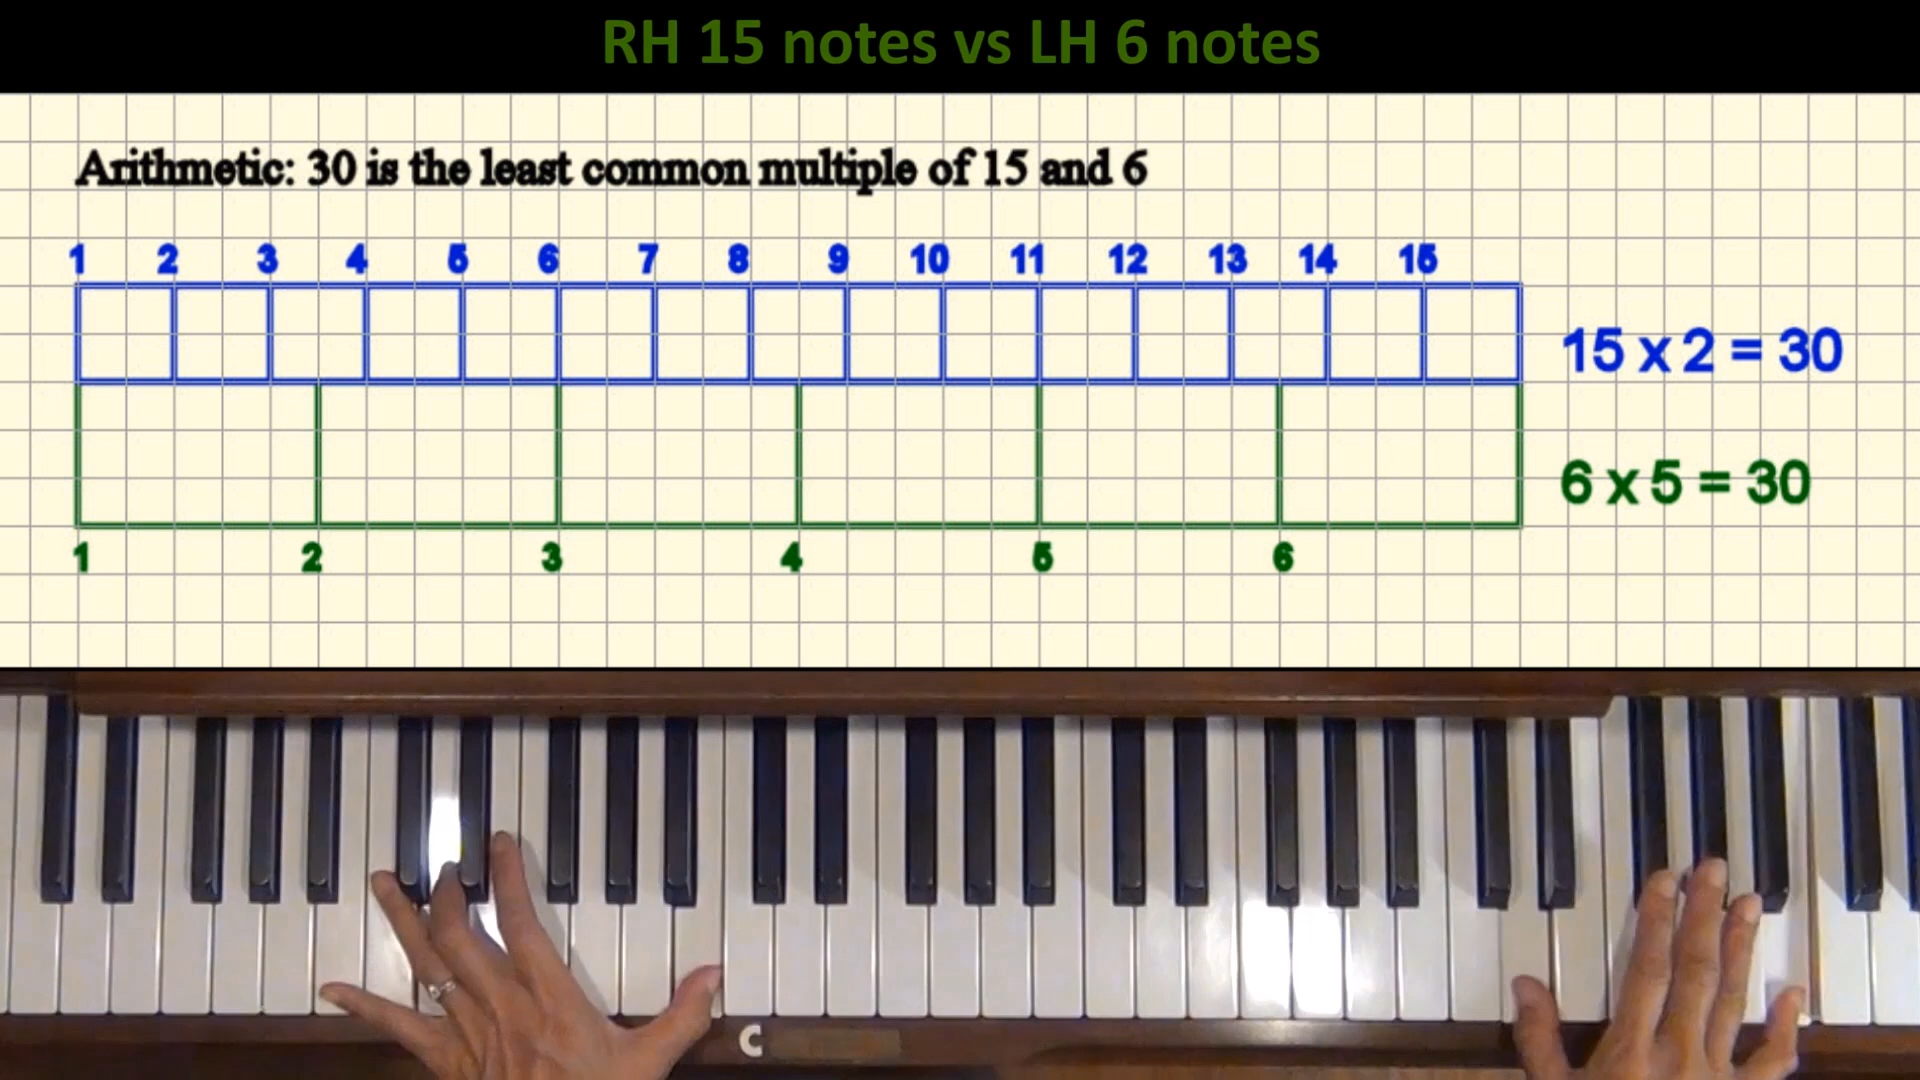 RH 15 notes vs LH 6 notes
Arithmetic: 30 is the least common multiple of 15 and 6
1 2 3 4 5 6 7 8 9 10 11 12 13 14 15
15 x 2 = 30
6 x 5 = 30
1 2 3 4 5 6
C